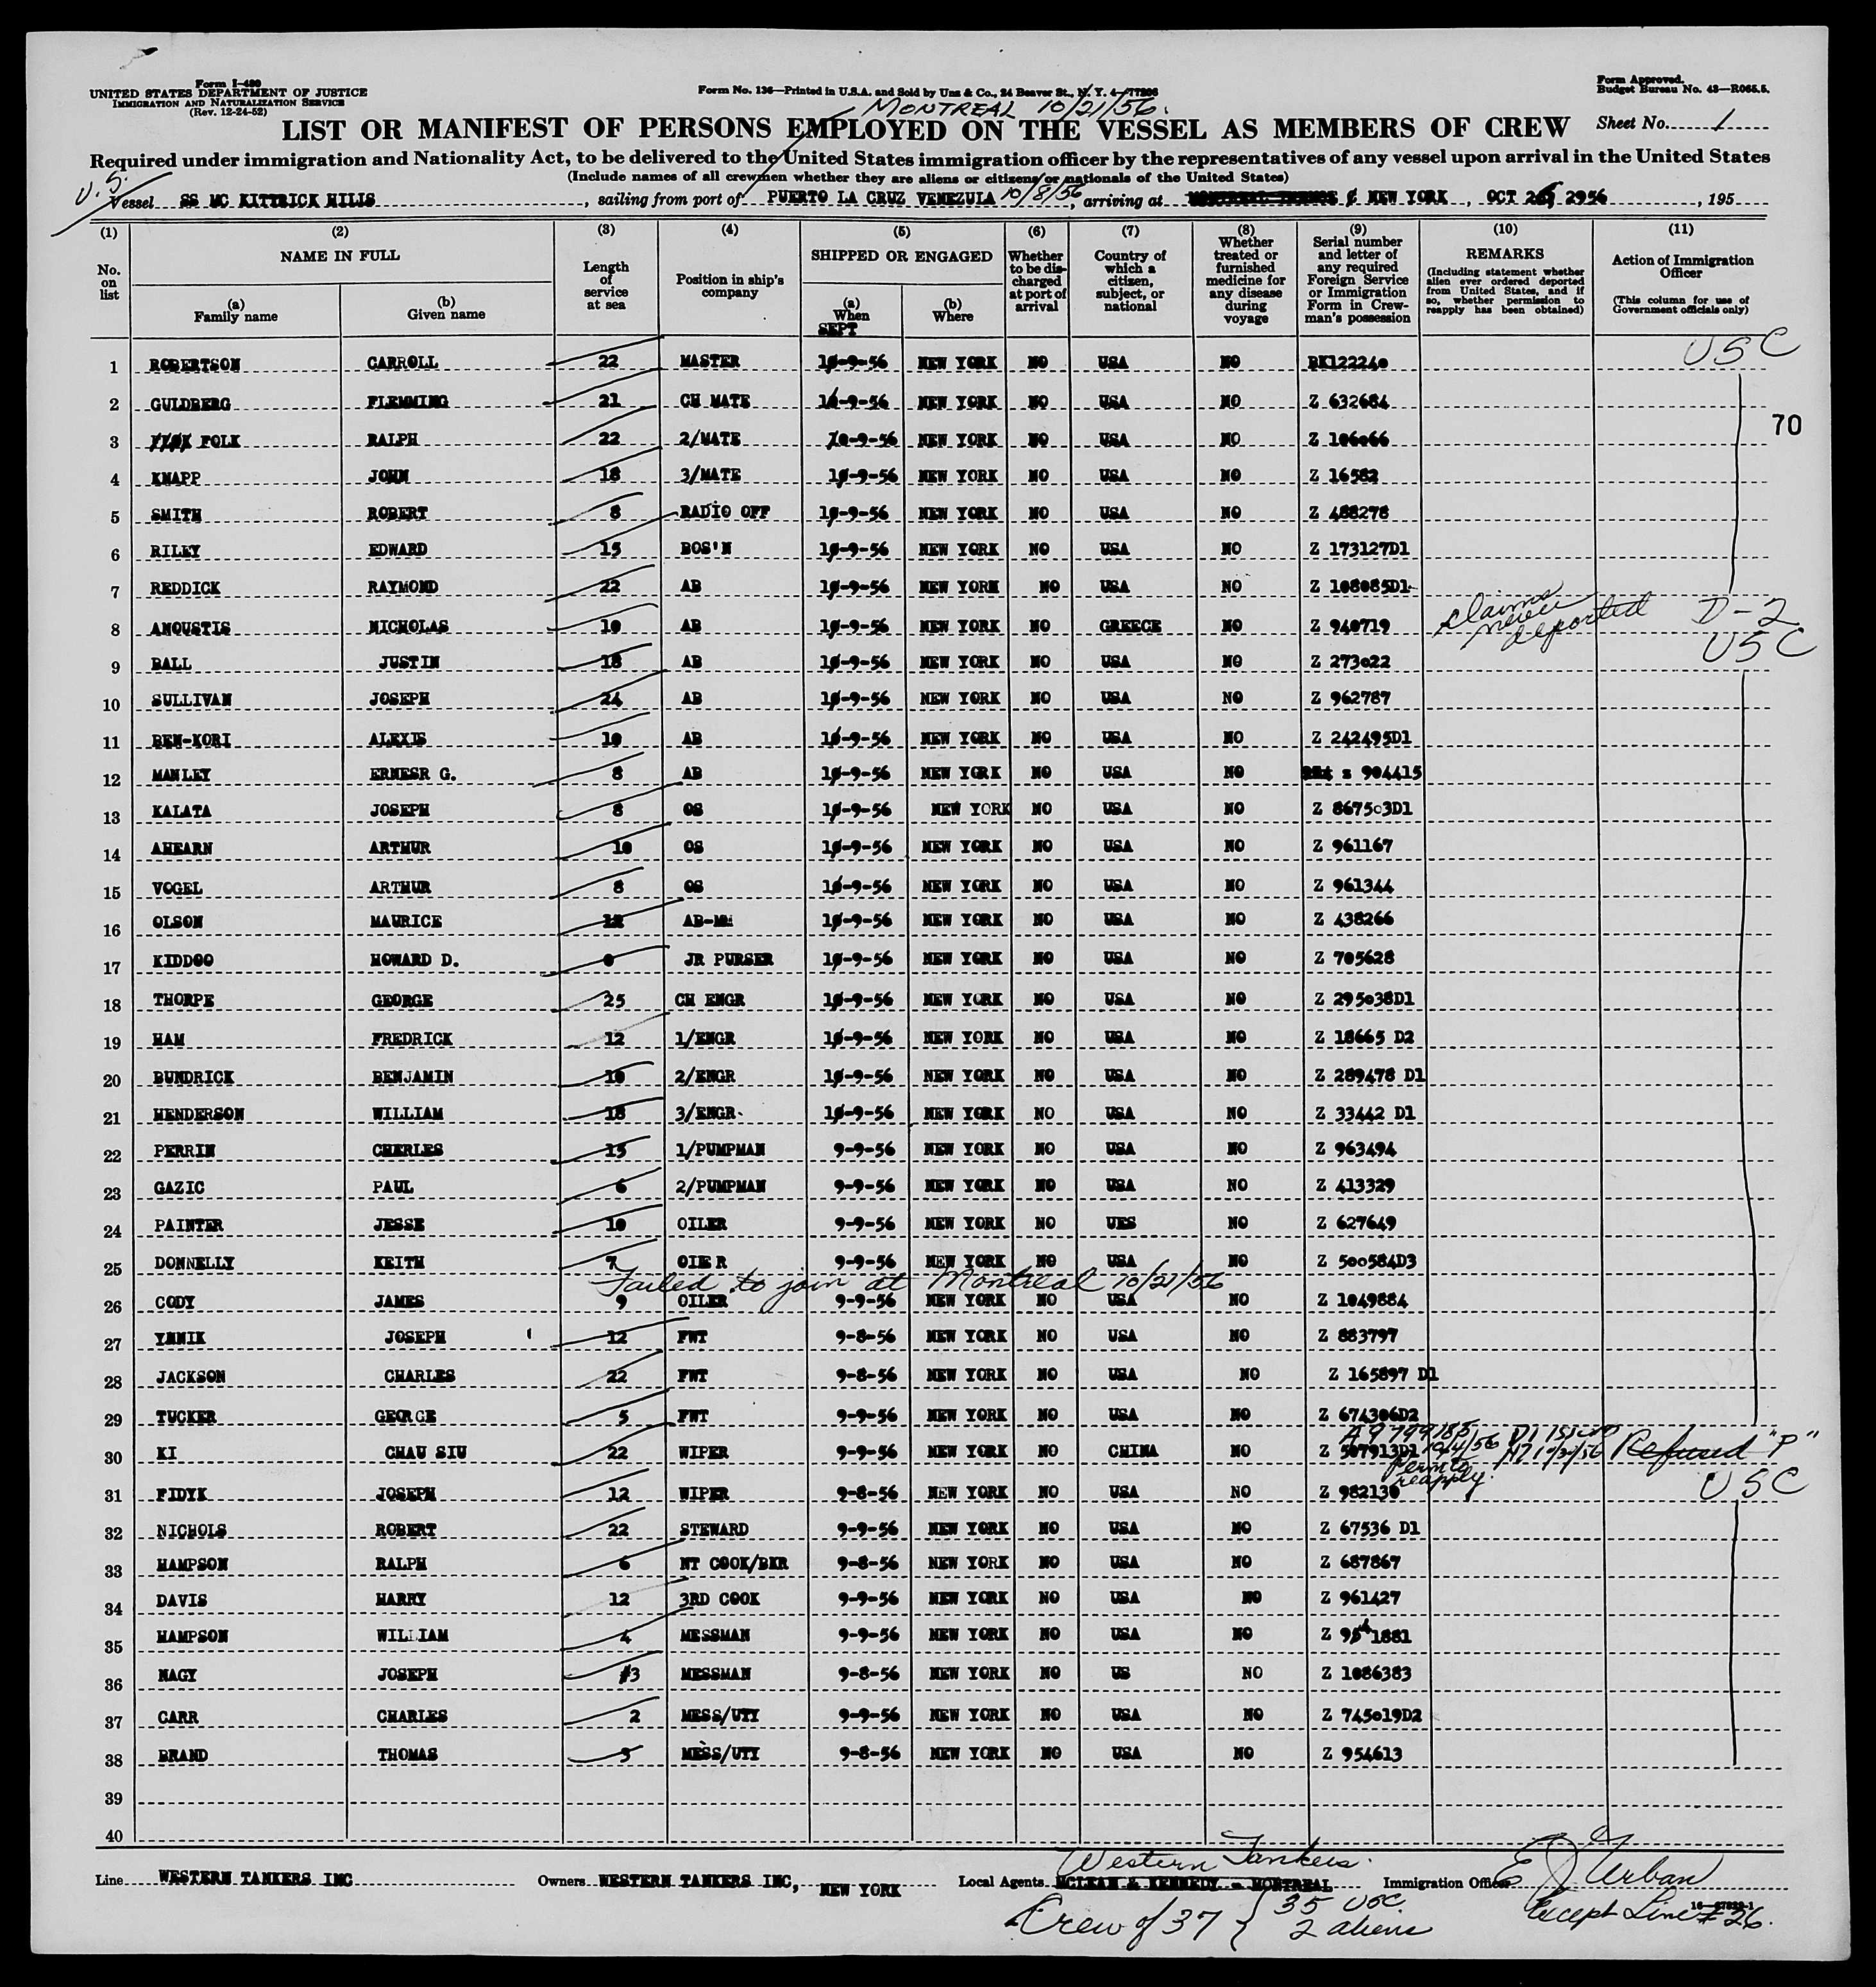 Form I-480
UNITED STATES DEPARTMENT OF JUSTICE
IMMIGRATION AND NATURALIZATION SERVICE
(Rev. 12-24-52)
Form No. 136—Printed in U.S.A. and Sold by Unz & Co., 24 Beaver St., N. Y. 4—77206
Form Approved.
Budget Bureau No. 43—R065.5.
MONTREAL 10/21/56.
LIST OR MANIFEST OF PERSONS EMPLOYED ON THE VESSEL AS MEMBERS OF CREW
Sheet No. 1
Required under immigration and Nationality Act, to be delivered to the United States immigration officer by the representatives of any vessel upon arrival in the United States
(Include names of all crewmen whether they are aliens or citizens or nationals of the United States)
U.S.
Vessel SS MC KITTRICK HILLS, sailing from port of PUERTO LA CRUZ VENEZULA 10/8/56, arriving at NEW YORK, OCT 2956, 195
(1) (2) (3) (4) (5) (6) (7) (8) (9) (10) (11)
No. on list
NAME IN FULL
(a) Family name
(b) Given name
Length of service at sea
Position in ship's company
SHIPPED OR ENGAGED
(a) When
SEPT
(b) Where
Whether to be discharged at port of arrival
Country of which a citizen, subject, or national
Whether treated or furnished medicine for any disease during voyage
Serial number and letter of any required Foreign Service or Immigration Form in Crewman's possession
REMARKS
(Including statement whether alien ever ordered deported from United States, and if so, whether permission to reapply has been obtained)
Action of Immigration Officer
(This column for use of Government officials only)
1 ROBERTSON CARROLL 22 MASTER 10-9-56 NEW YORK NO USA NO BK122240 USC
2 GULDBERG FLEMMING 21 CH MATE 10-9-56 NEW YORK NO USA NO Z 632684
3 FOLK RALPH 22 2/MATE 10-9-56 NEW YORK NO USA NO Z 106066
70
4 KNAPP JOHN 18 3/MATE 10-9-56 NEW YORK NO USA NO Z 16582
5 SMITH ROBERT 8 RADIO OFF 10-9-56 NEW YORK NO USA NO Z 488278
6 RILEY EDWARD 15 BOS'N 10-9-56 NEW YORK NO USA NO Z 173127D1
7 REDDICK RAYMOND 22 AB 10-9-56 NEW YORH NO USA NO Z 108085D1
8 ANOUSTIS NICHOLAS 10 AB 10-9-56 NEW YORK NO GREECE NO Z 940719 claims never deported D-2
9 BALL JUSTIN 18 AB 10-9-56 NEW YORK NO USA NO Z 273022 USC
10 SULLIVAN JOSEPH 24 AB 10-9-56 NEW YORK NO USA NO Z 962787
11 BEN-KORI ALEXIS 10 AB 10-9-56 NEW YORK NO USA NO Z 242495D1
12 MANLEY ERNESR G. 8 AB 10-9-56 NEW YORK NO USA NO z 904415
13 KALATA JOSEPH 8 OS 10-9-56 NEW YORK NO USA NO Z 867503D1
14 AHEARN ARTHUR 10 OS 10-9-56 NEW YORK NO USA NO Z 961167
15 VOGEL ARTHUR 8 OS 10-9-56 NEW YORK NO USA NO Z 961344
16 OLSON MAURICE 12 AB-MM 10-9-56 NEW YORK NO USA NO Z 438266
17 KIDDOO HOWARD D. JR PURSER 10-9-56 NEW YORK NO USA NO Z 705628
18 THORPE GEORGE 25 CH ENGR 10-9-56 NEW YORK NO USA NO Z 295038D1
19 HAM FREDRICK 12 1/ENGR 10-9-56 NEW YORK NO USA NO Z 18665 D2
20 BUNDRICK BENJAMIN 10 2/ENGR 10-9-56 NEW YORK NO USA NO Z 289478 D1
21 HENDERSON WILLIAM 18 3/ENGR 10-9-56 NEW YORK NO USA NO Z 33442 D1
22 PERRIN CHERLES 15 1/PUMPMAN 9-9-56 NEW YORK NO USA NO Z 963494
23 GAZIC PAUL 6 2/PUMPMAN 9-9-56 NEW YORK NO USA NO Z 413329
24 PAINTER JESSE 10 OILER 9-9-56 NEW YORK NO UES NO Z 627649
25 DONNELLY KEITH 7 OIE R 9-9-56 NEW YORK NO USA NO Z 500584D3
Failed to join at Montreal 10/21/56
26 CODY JAMES 9 OILER 9-9-56 NEW YORK NO USA NO Z 1049884
27 YNNIK JOSEPH 12 FWT 9-8-56 NEW YORK NO USA NO Z 883797
28 JACKSON CHARLES 22 FWT 9-8-56 NEW YORK NO USA NO Z 165897 D1
29 TUCKER GEORGE 5 FWT 9-9-56 NEW YORK NO USA NO Z 674306D2
A9799185
30 KI CHAU SIU 22 WIPER 9-9-56 NEW YORK NO CHINA NO Z 507913D1 10/4/56 Refused "P"
Perm to reapply.
31 FIDYK JOSEPH 12 WIPER 9-8-56 NEW YORK NO USA NO Z 982130 USC
32 NICHOLS ROBERT 22 STEWARD 9-9-56 NEW YORK NO USA NO Z 67536 D1
33 HAMPSON RALPH 6 NT COOK/BKR 9-8-56 NEW YORK NO USA NO Z 687867
34 DAVIS HARRY 12 3RD COOK 9-9-56 NEW YORK NO USA NO Z 961427
35 HAMPSON WILLIAM 4 MESSMAN 9-9-56 NEW YORK NO USA NO Z 941881
36 NAGY JOSEPH 3 MESSMAN 9-8-56 NEW YORK NO US NO Z 1086383
37 CARR CHARLES 2 MESS/UTY 9-9-56 NEW YORK NO USA NO Z 745019D2
38 BRAND THOMAS 3 MESS/UTY 9-8-56 NEW YORK NO USA NO Z 954613
39
40
Western Tankers.
Line WESTERN TANKERS INC Owners WESTERN TANKERS INC, NEW YORK Local Agents MCLEAN & KENNEDY - MONTREAL Immigration Officer E J Urban
16—67839-1
Crew of 37 { 35 USC
2 aliens
Except Line # 26.